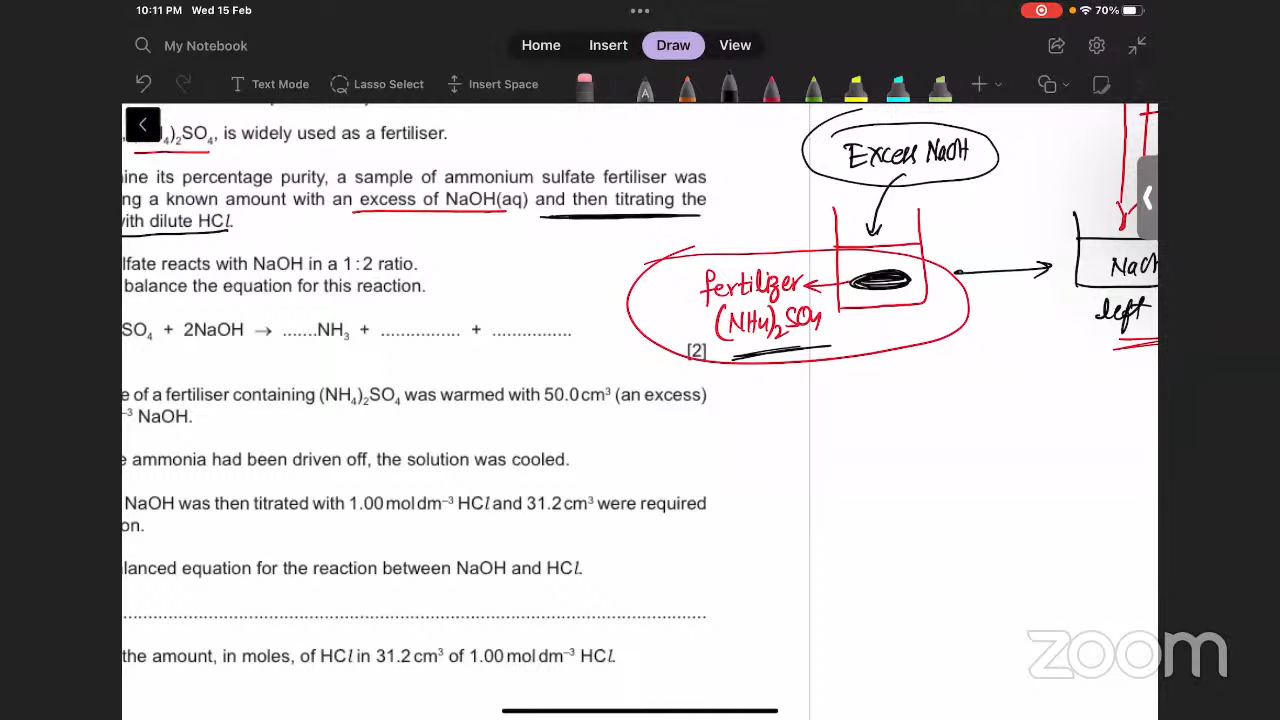 10:11 PM Wed 15 Feb
70%
My Notebook
Home Insert Draw View
Text Mode Lasso Select Insert Space
4)2SO4, is widely used as a fertiliser.
ine its percentage purity, a sample of ammonium sulfate fertiliser was
ng a known amount with an excess of NaOH(aq) and then titrating the
ith dilute HCl.
lfate reacts with NaOH in a 1:2 ratio.
balance the equation for this reaction.
SO4 + 2NaOH → ......NH3 + ................ + ................
[2]
e of a fertiliser containing (NH4)2SO4 was warmed with 50.0 cm³ (an excess)
⁻³ NaOH.
e ammonia had been driven off, the solution was cooled.
NaOH was then titrated with 1.00 mol dm⁻³ HCl and 31.2 cm³ were required
on.
lanced equation for the reaction between NaOH and HCl.
the amount, in moles, of HCl in 31.2 cm³ of 1.00 mol dm⁻³ HCl.
Excess NaOH
fertilizer
(NH4)2SO4
NaOH
left
zoom